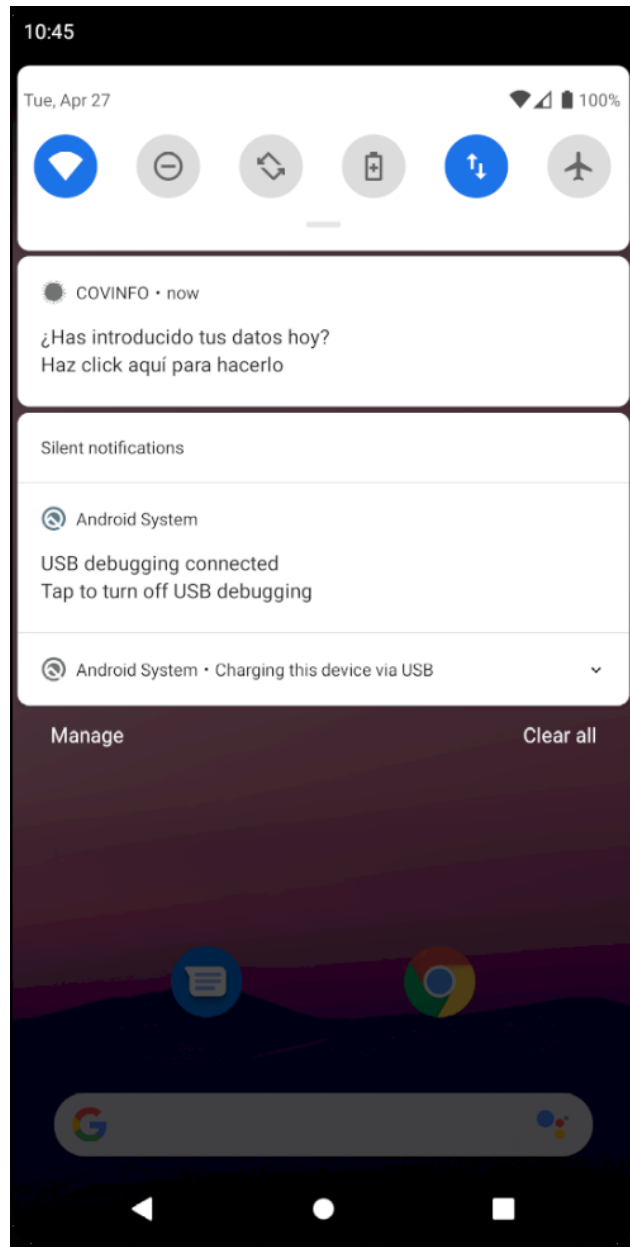 10:45
Tue, Apr 27
100%
COVINFO • now
¿Has introducido tus datos hoy?
Haz click aquí para hacerlo
Silent notifications
Android System
USB debugging connected
Tap to turn off USB debugging
Android System • Charging this device via USB
Manage
Clear all
G